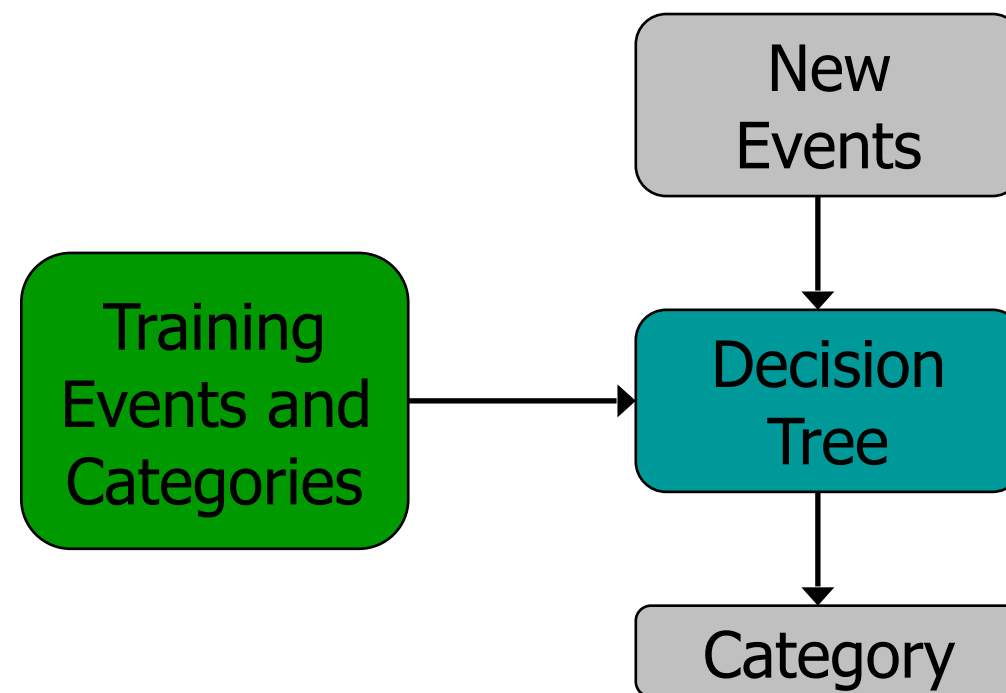 New
Events
Training
Events and
Categories
Decision
Tree
Category